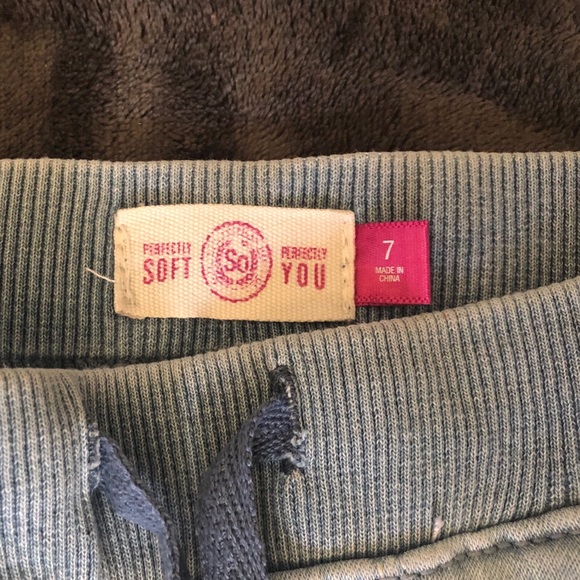 PERFECTLY
SOFT
So
PERFECTLY
YOU
7
MADE IN
CHINA